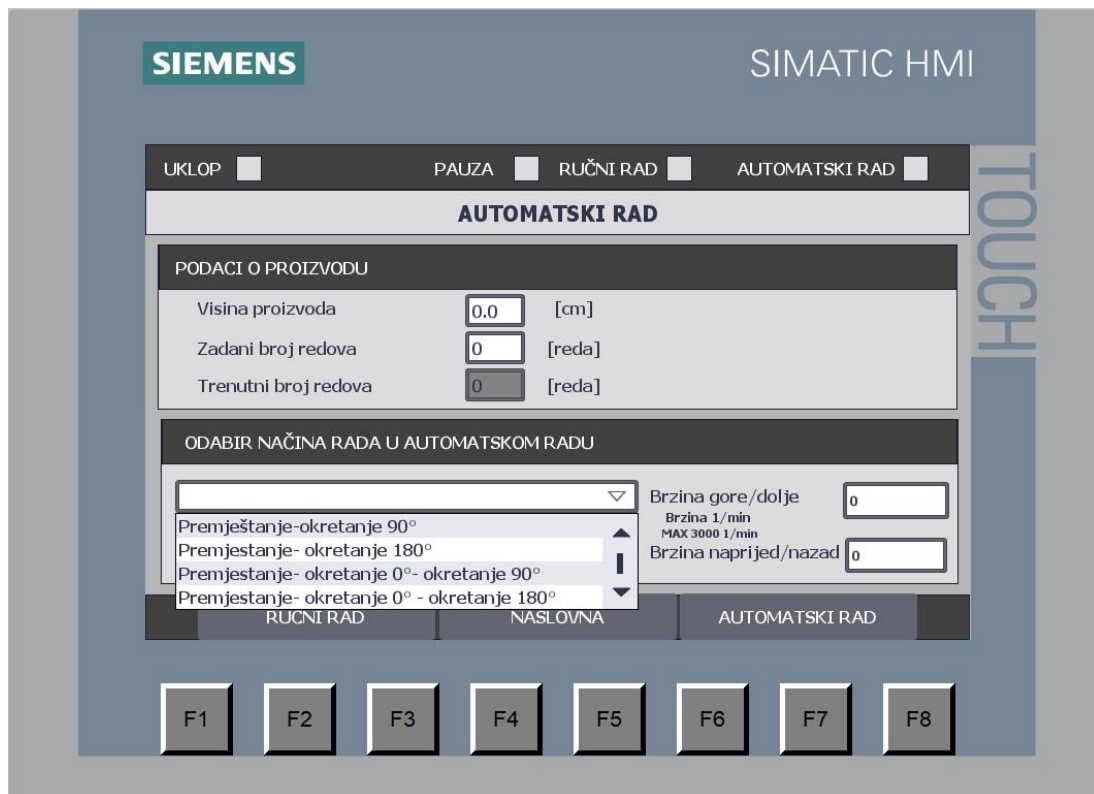 SIEMENS
SIMATIC HMI
TOUCH
UKLOP PAUZA RUČNI RAD AUTOMATSKI RAD
AUTOMATSKI RAD
PODACI O PROIZVODU
Visina proizvoda 0.0 [cm]
Zadani broj redova 0 [reda]
Trenutni broj redova 0 [reda]
ODABIR NAČINA RADA U AUTOMATSKOM RADU
Brzina gore/dolje 0
Brzina 1/min
MAX 3000 1/min
Brzina naprijed/nazad 0
Premještanje-okretanje 90°
Premjestanje- okretanje 180°
Premjestanje- okretanje 0°- okretanje 90°
Premjestanje- okretanje 0° - okretanje 180°
RUČNI RAD NASLOVNA AUTOMATSKI RAD
F1 F2 F3 F4 F5 F6 F7 F8